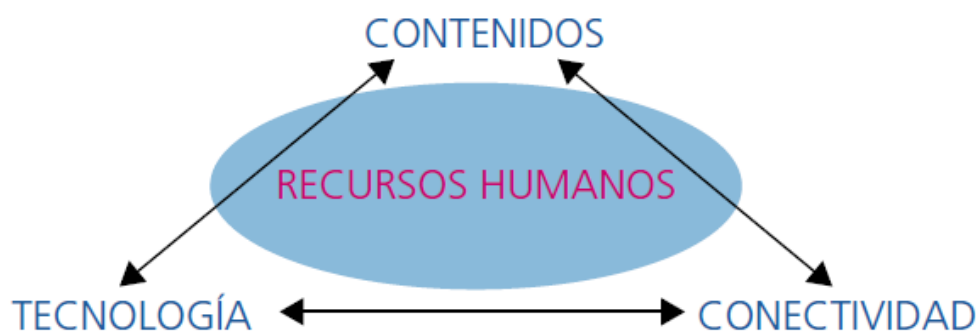 CONTENIDOS
RECURSOS HUMANOS
TECNOLOGÍA
CONECTIVIDAD